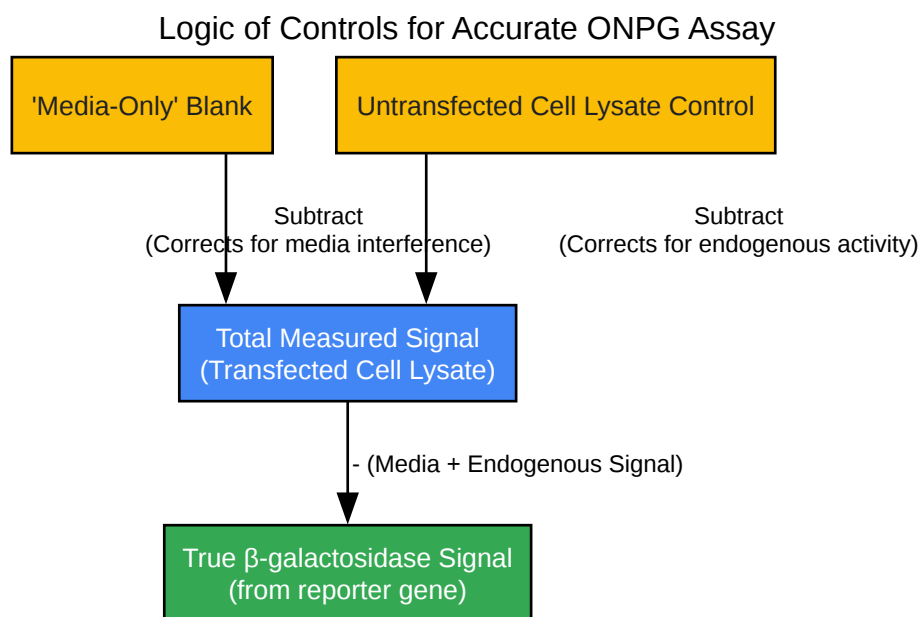 Logic of Controls for Accurate ONPG Assay
'Media-Only' Blank
Untransfected Cell Lysate Control
Subtract
(Corrects for media interference)
Subtract
(Corrects for endogenous activity)
Total Measured Signal
(Transfected Cell Lysate)
- (Media + Endogenous Signal)
True β-galactosidase Signal
(from reporter gene)